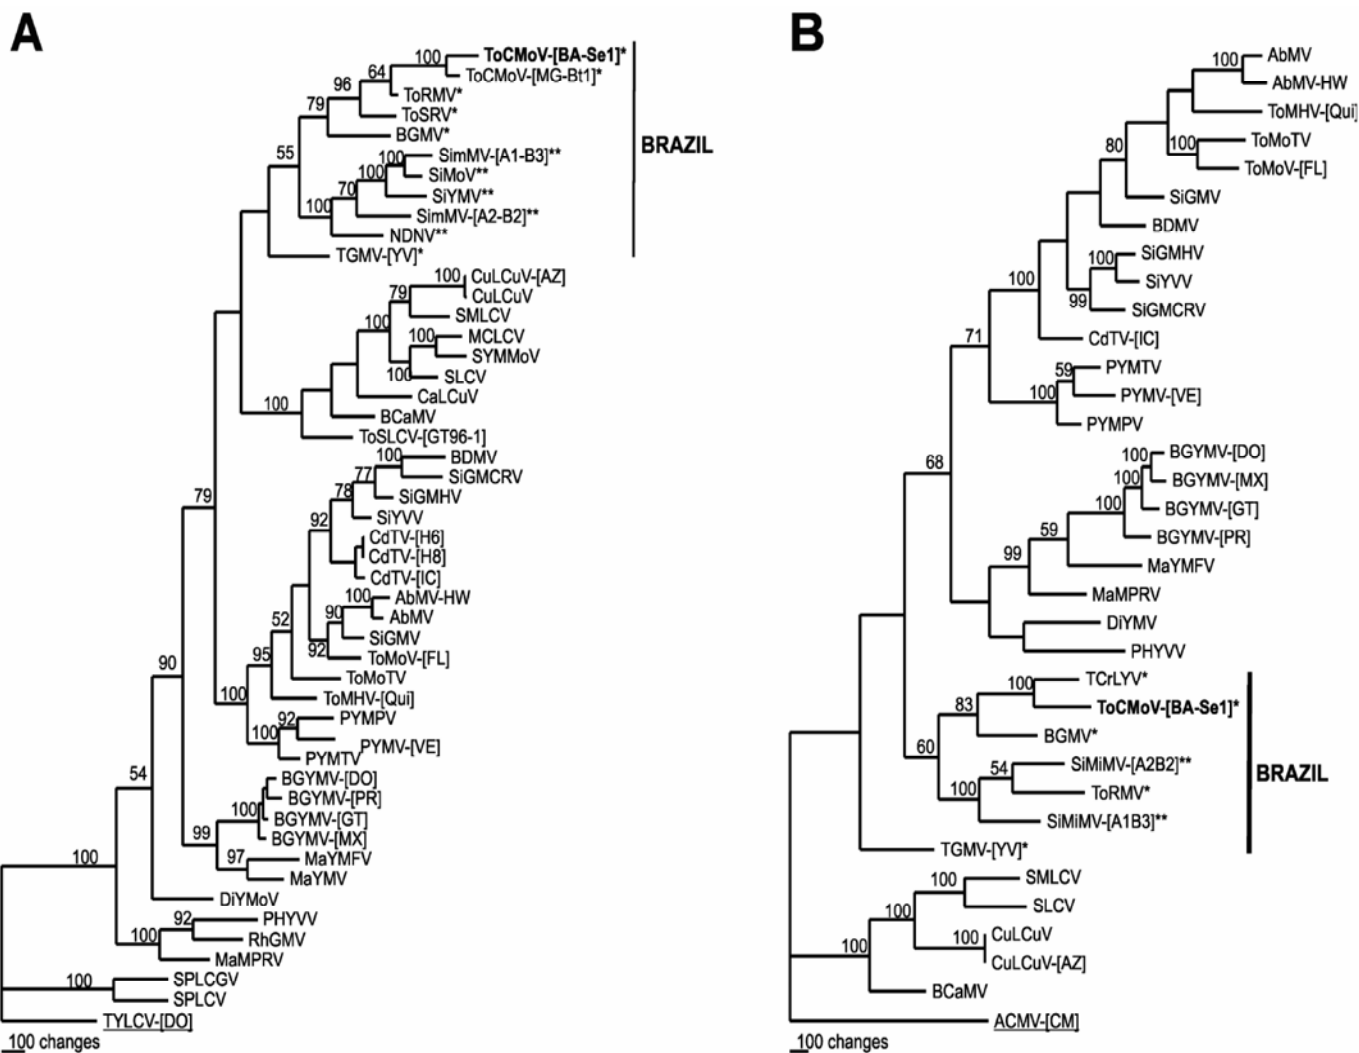 A
100
ToCMoV-[BA-Se1]*
ToCMoV-[MG-Bt1]*
64
96
ToRMV*
79
ToSRV*
BGMV*
BRAZIL
55
100
SimMV-[A1-B3]**
100
SiMoV**
70
SiYMV**
100
SimMV-[A2-B2]**
NDNV**
TGMV-[YV]*
100
CuLCuV-[AZ]
79
CuLCuV
SMLCV
100
100
MCLCV
SYMMoV
100
SLCV
CaLCuV
100
BCaMV
ToSLCV-[GT96-1]
100
BDMV
77
SiGMCRV
78
SiGMHV
92
SiYVV
CdTV-[H6]
CdTV-[H8]
CdTV-[IC]
100
AbMV-HW
90
AbMV
SiGMV
92
ToMoV-[FL]
52
ToMoTV
95
ToMHV-[Qui]
100
92
PYMPV
100
PYMV-[VE]
PYMTV
79
BGYMV-[DO]
BGYMV-[PR]
100
BGYMV-[GT]
BGYMV-[MX]
99
97
MaYMFV
MaYMV
90
DiYMoV
54
92
PHYVV
100
RhGMV
MaMPRV
100
100
SPLCGV
SPLCV
TYLCV-[DO]
100 changes
B
100
AbMV
AbMV-HW
ToMHV-[Qui]
100
ToMoTV
ToMoV-[FL]
80
SiGMV
BDMV
100
SiGMHV
SiYVV
99
SiGMCRV
100
CdTV-[IC]
71
59
PYMTV
100
PYMV-[VE]
PYMPV
68
100
BGYMV-[DO]
100
BGYMV-[MX]
100
BGYMV-[GT]
BGYMV-[PR]
59
MaYMFV
99
MaMPRV
DiYMV
PHYVV
100
TCrLYV*
83
ToCMoV-[BA-Se1]*
BGMV*
60
54
SiMiMV-[A2B2]**
100
ToRMV*
SiMiMV-[A1B3]**
BRAZIL
TGMV-[YV]*
100
SMLCV
100
SLCV
100
CuLCuV
100
CuLCuV-[AZ]
BCaMV
ACMV-[CM]
100 changes